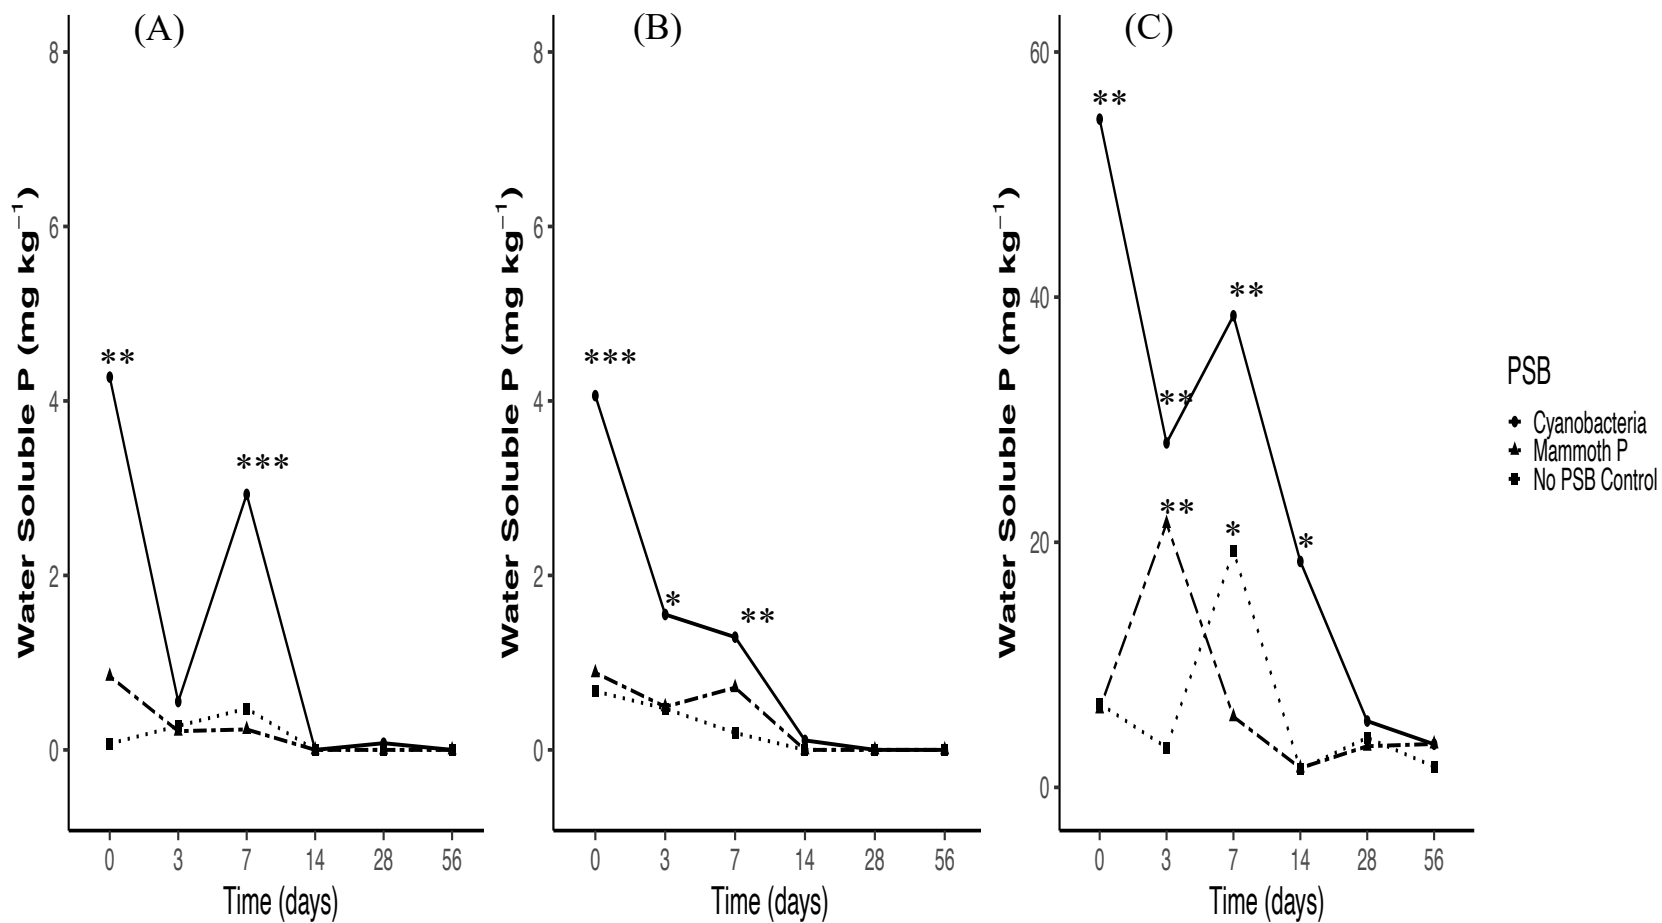 (A)
8
6
4
2
0
Water Soluble P (mg kg⁻¹)
**
***
0 3 7 14 28 56
Time (days)
(B)
8
6
4
2
0
Water Soluble P (mg kg⁻¹)
***
*
**
0 3 7 14 28 56
Time (days)
(C)
60
40
20
0
Water Soluble P (mg kg⁻¹)
**
**
**
**
*
*
0 3 7 14 28 56
Time (days)
PSB
Cyanobacteria
Mammoth P
No PSB Control